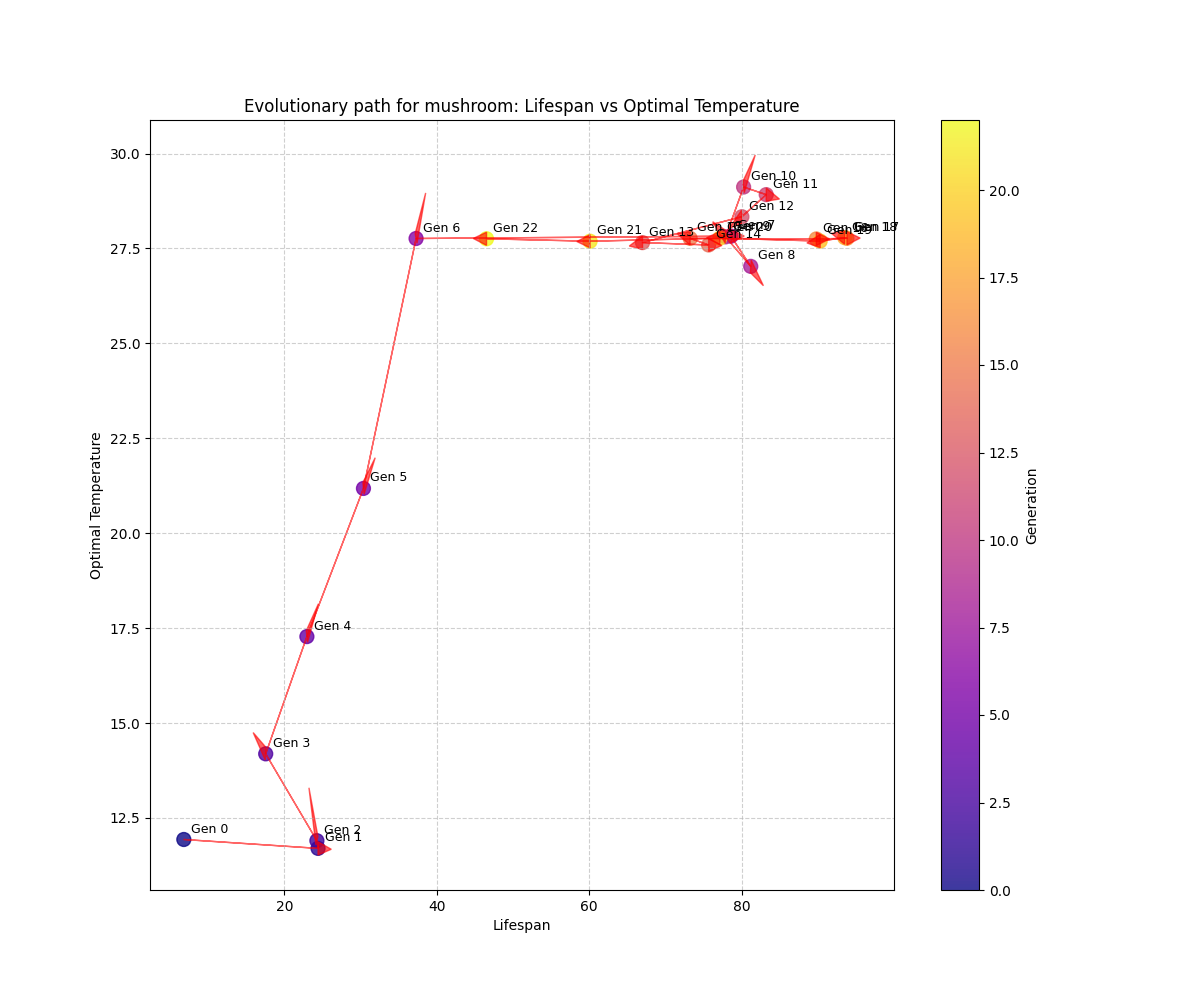 Evolutionary path for mushroom: Lifespan vs Optimal Temperature
30.0
27.5
25.0
22.5
20.0
17.5
15.0
12.5
Optimal Temperature
20
40
60
80
Lifespan
Gen 10
Gen 11
Gen 12
Gen 6
Gen 22
Gen 21
Gen 13
Gen 14
Gen 8
Gen 5
Gen 4
Gen 3
Gen 2
Gen 1
Gen 0
20.0
17.5
15.0
12.5
10.0
7.5
5.0
2.5
0.0
Generation